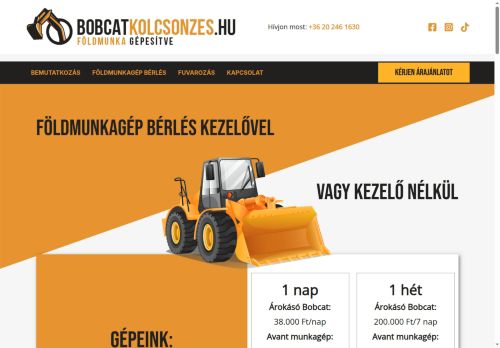 BOBCATKOLCSONZES.HU
FÖLDMUNKA GÉPESÍTVE
Hívjon most: +36 20 246 1630
BEMUTATKOZÁS FÖLDMUNKAGÉP BÉRLÉS FUVAROZÁS KAPCSOLAT
KÉRJEN ÁRAJÁNLATOT
FÖLDMUNKAGÉP BÉRLÉS KEZELŐVEL
VAGY KEZELŐ NÉLKÜL
GÉPEINK:
1 nap
Árokásó Bobcat:
38.000 Ft/nap
Avant munkagép:
1 hét
Árokásó Bobcat:
200.000 Ft/7 nap
Avant munkagép: